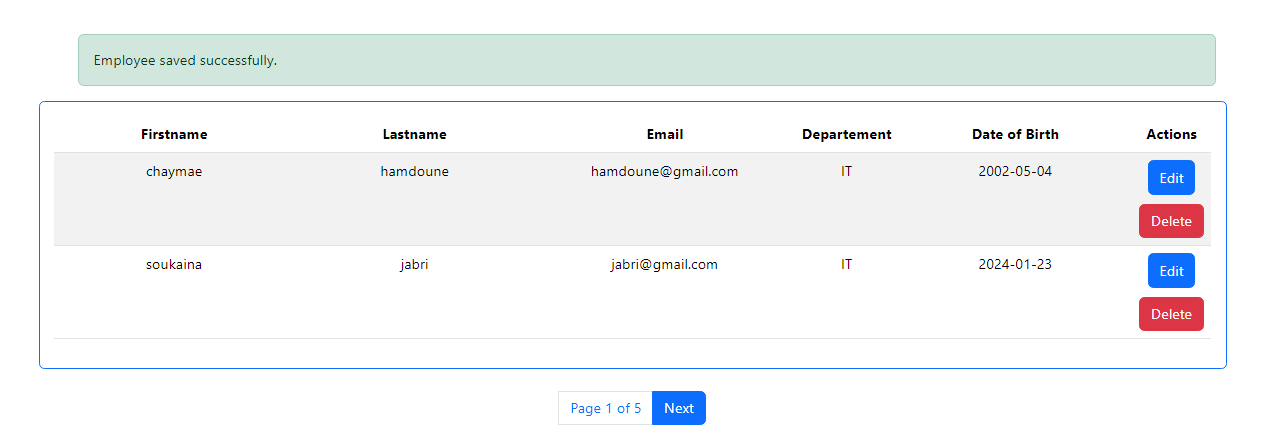 Employee saved successfully.
Firstname Lastname Email Departement Date of Birth Actions
chaymae hamdoune hamdoune@gmail.com IT 2002-05-04 Edit
Delete
soukaina jabri jabri@gmail.com IT 2024-01-23 Edit
Delete
Page 1 of 5 Next